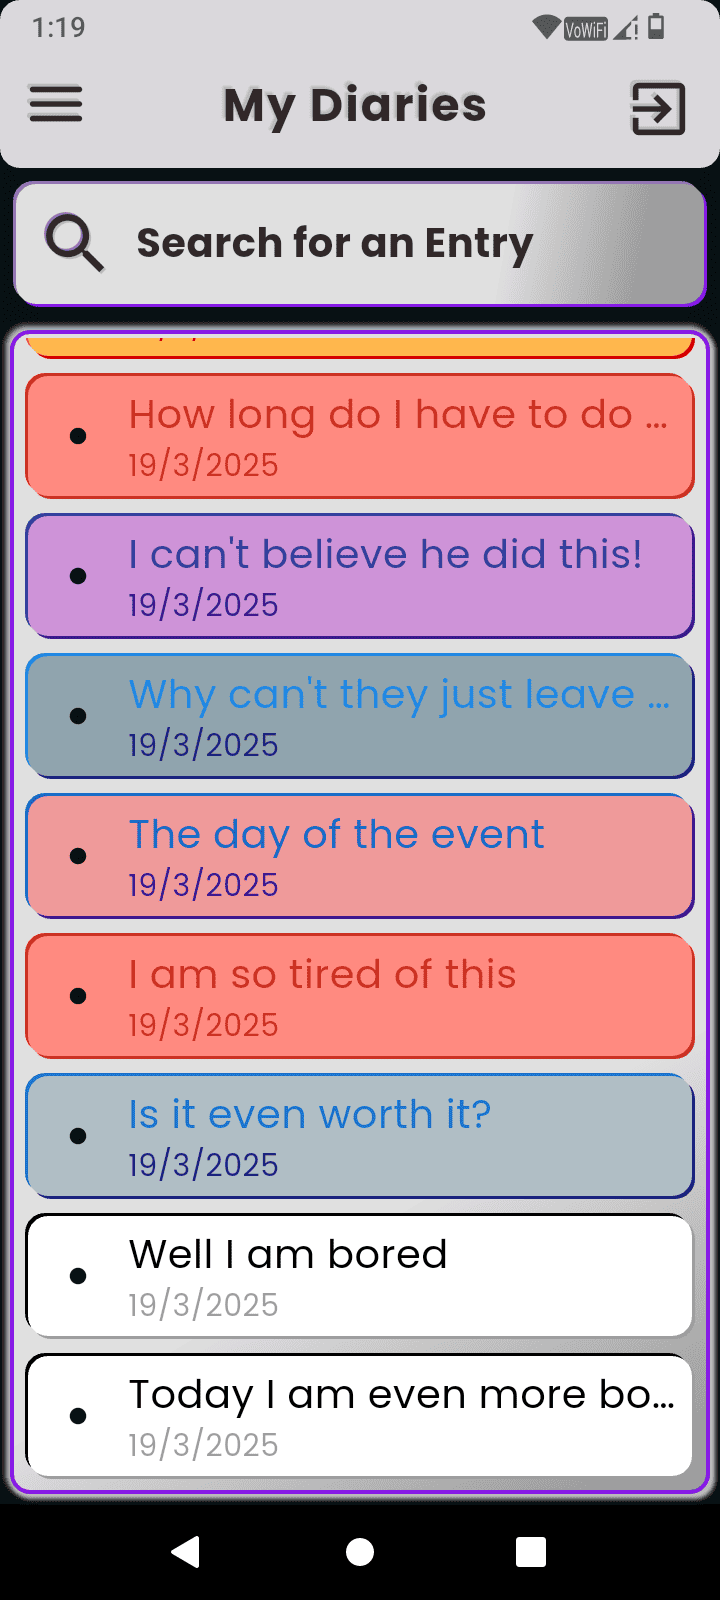 1:19
VoWiFi
My Diaries
Search for an Entry
How long do I have to do ...
19/3/2025
I can't believe he did this!
19/3/2025
Why can't they just leave ...
19/3/2025
The day of the event
19/3/2025
I am so tired of this
19/3/2025
Is it even worth it?
19/3/2025
Well I am bored
19/3/2025
Today I am even more bo...
19/3/2025